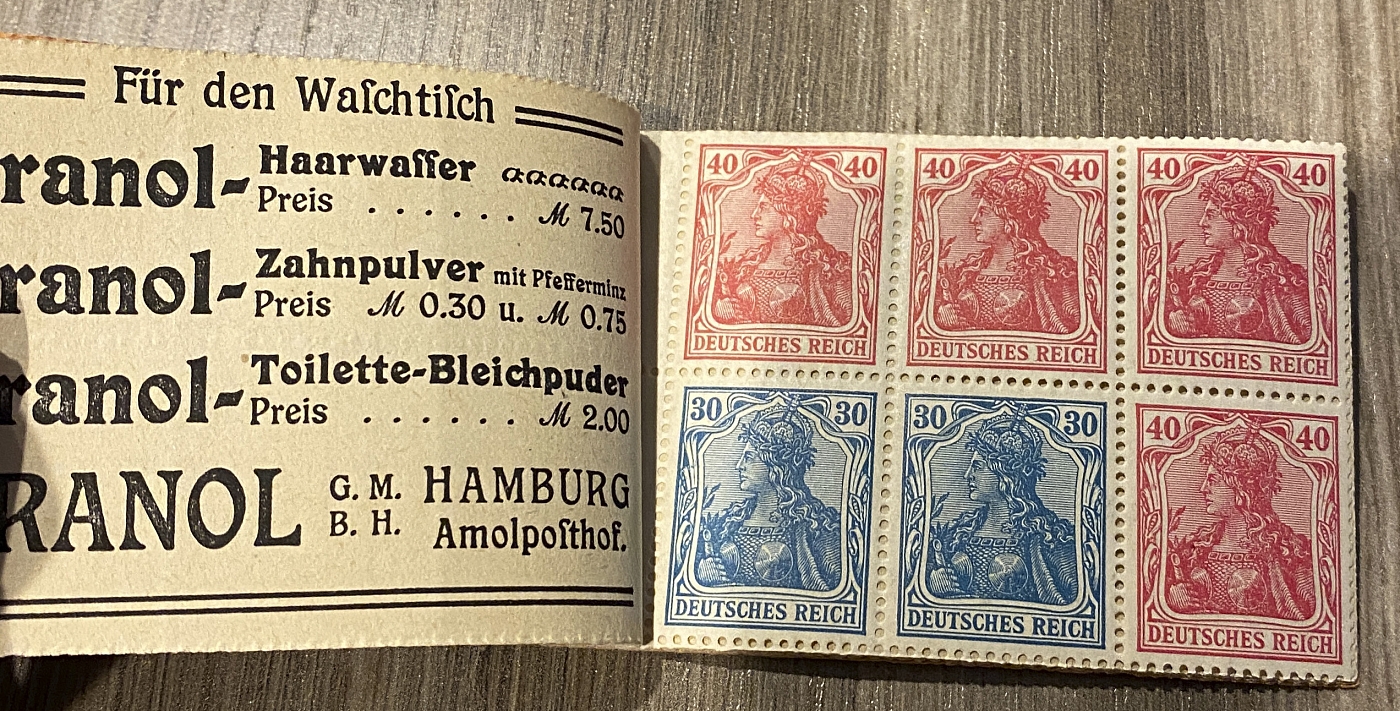 Für den Waſchtiſch
ranol- Haarwaſſer
Preis . . . . . . ℳ 7.50
ranol- Zahnpulver mit Pfefferminz
Preis ℳ 0.30 u. ℳ 0.75
ranol- Toilette-Bleichpuder
Preis . . . . . . ℳ 2.00
RANOL G. M. B. H. HAMBURG
Amolpoſthof.
40 40 40 40 40 40
DEUTSCHES REICH DEUTSCHES REICH DEUTSCHES REICH
30 30 30 30 40 40
DEUTSCHES REICH DEUTSCHES REICH DEUTSCHES REICH